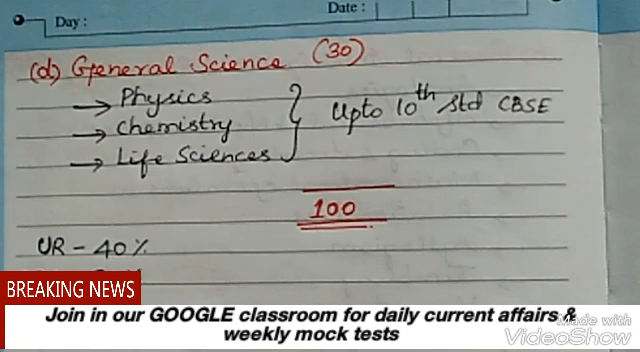 Date :
Day :
(d) General Science (30)
→ Physics
→ Chemistry
→ Life Sciences
Upto 10th std CBSE
100
UR - 40%
BREAKING NEWS
Join in our GOOGLE classroom for daily current affairs &
weekly mock tests
Made with
VideoShow